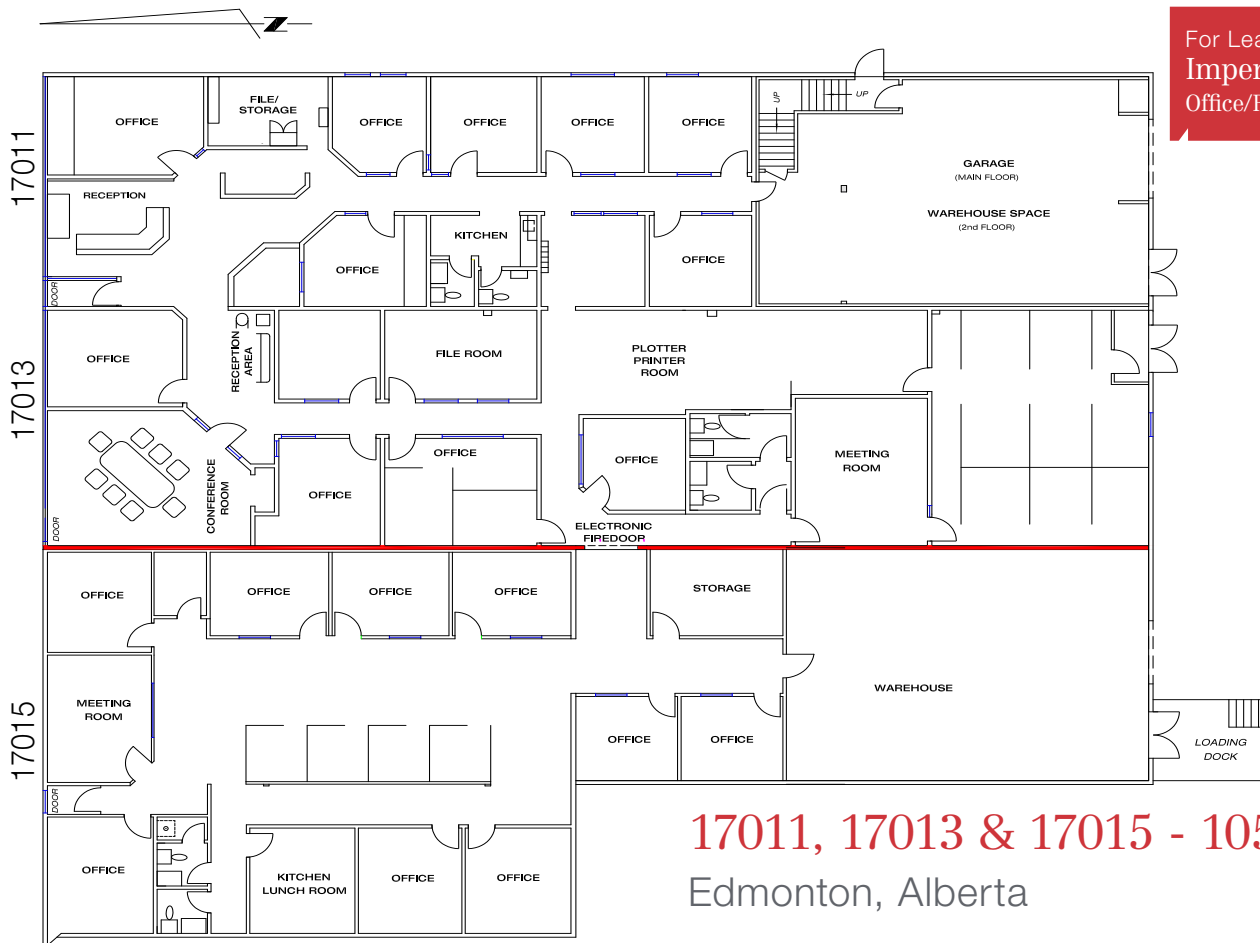 For Lea
Imper
Office/F
Z
17011
OFFICE
FILE/
STORAGE
OFFICE
OFFICE
OFFICE
OFFICE
UP
UP
GARAGE
(MAIN FLOOR)
WAREHOUSE SPACE
(2nd FLOOR)
RECEPTION
KITCHEN
OFFICE
OFFICE
DOOR
17013
OFFICE
RECEPTION
AREA
FILE ROOM
PLOTTER
PRINTER
ROOM
CONFERENCE
ROOM
OFFICE
OFFICE
OFFICE
MEETING
ROOM
DOOR
ELECTRONIC
FIREDOOR
17015
OFFICE
OFFICE
OFFICE
OFFICE
STORAGE
MEETING
ROOM
WAREHOUSE
OFFICE
OFFICE
LOADING
DOCK
DOOR
OFFICE
KITCHEN
LUNCH ROOM
OFFICE
OFFICE
17011, 17013 & 17015 - 105
Edmonton, Alberta